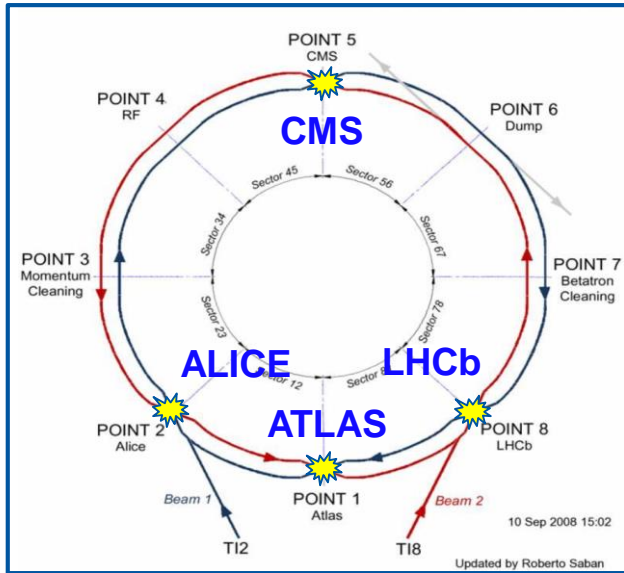 POINT 5
CMS
POINT 4
RF
POINT 6
Dump
CMS
Sector 45
Sector 56
Sector 34
Sector 67
POINT 3
Momentum
Cleaning
POINT 7
Betatron
Cleaning
Sector 23
Sector 78
ALICE
LHCb
Sector 12
Sector
ATLAS
POINT 2
Alice
POINT 8
LHCb
POINT 1
Atlas
Beam 1
Beam 2
10 Sep 2008 15:02
TI2
TI8
Updated by Roberto Saban